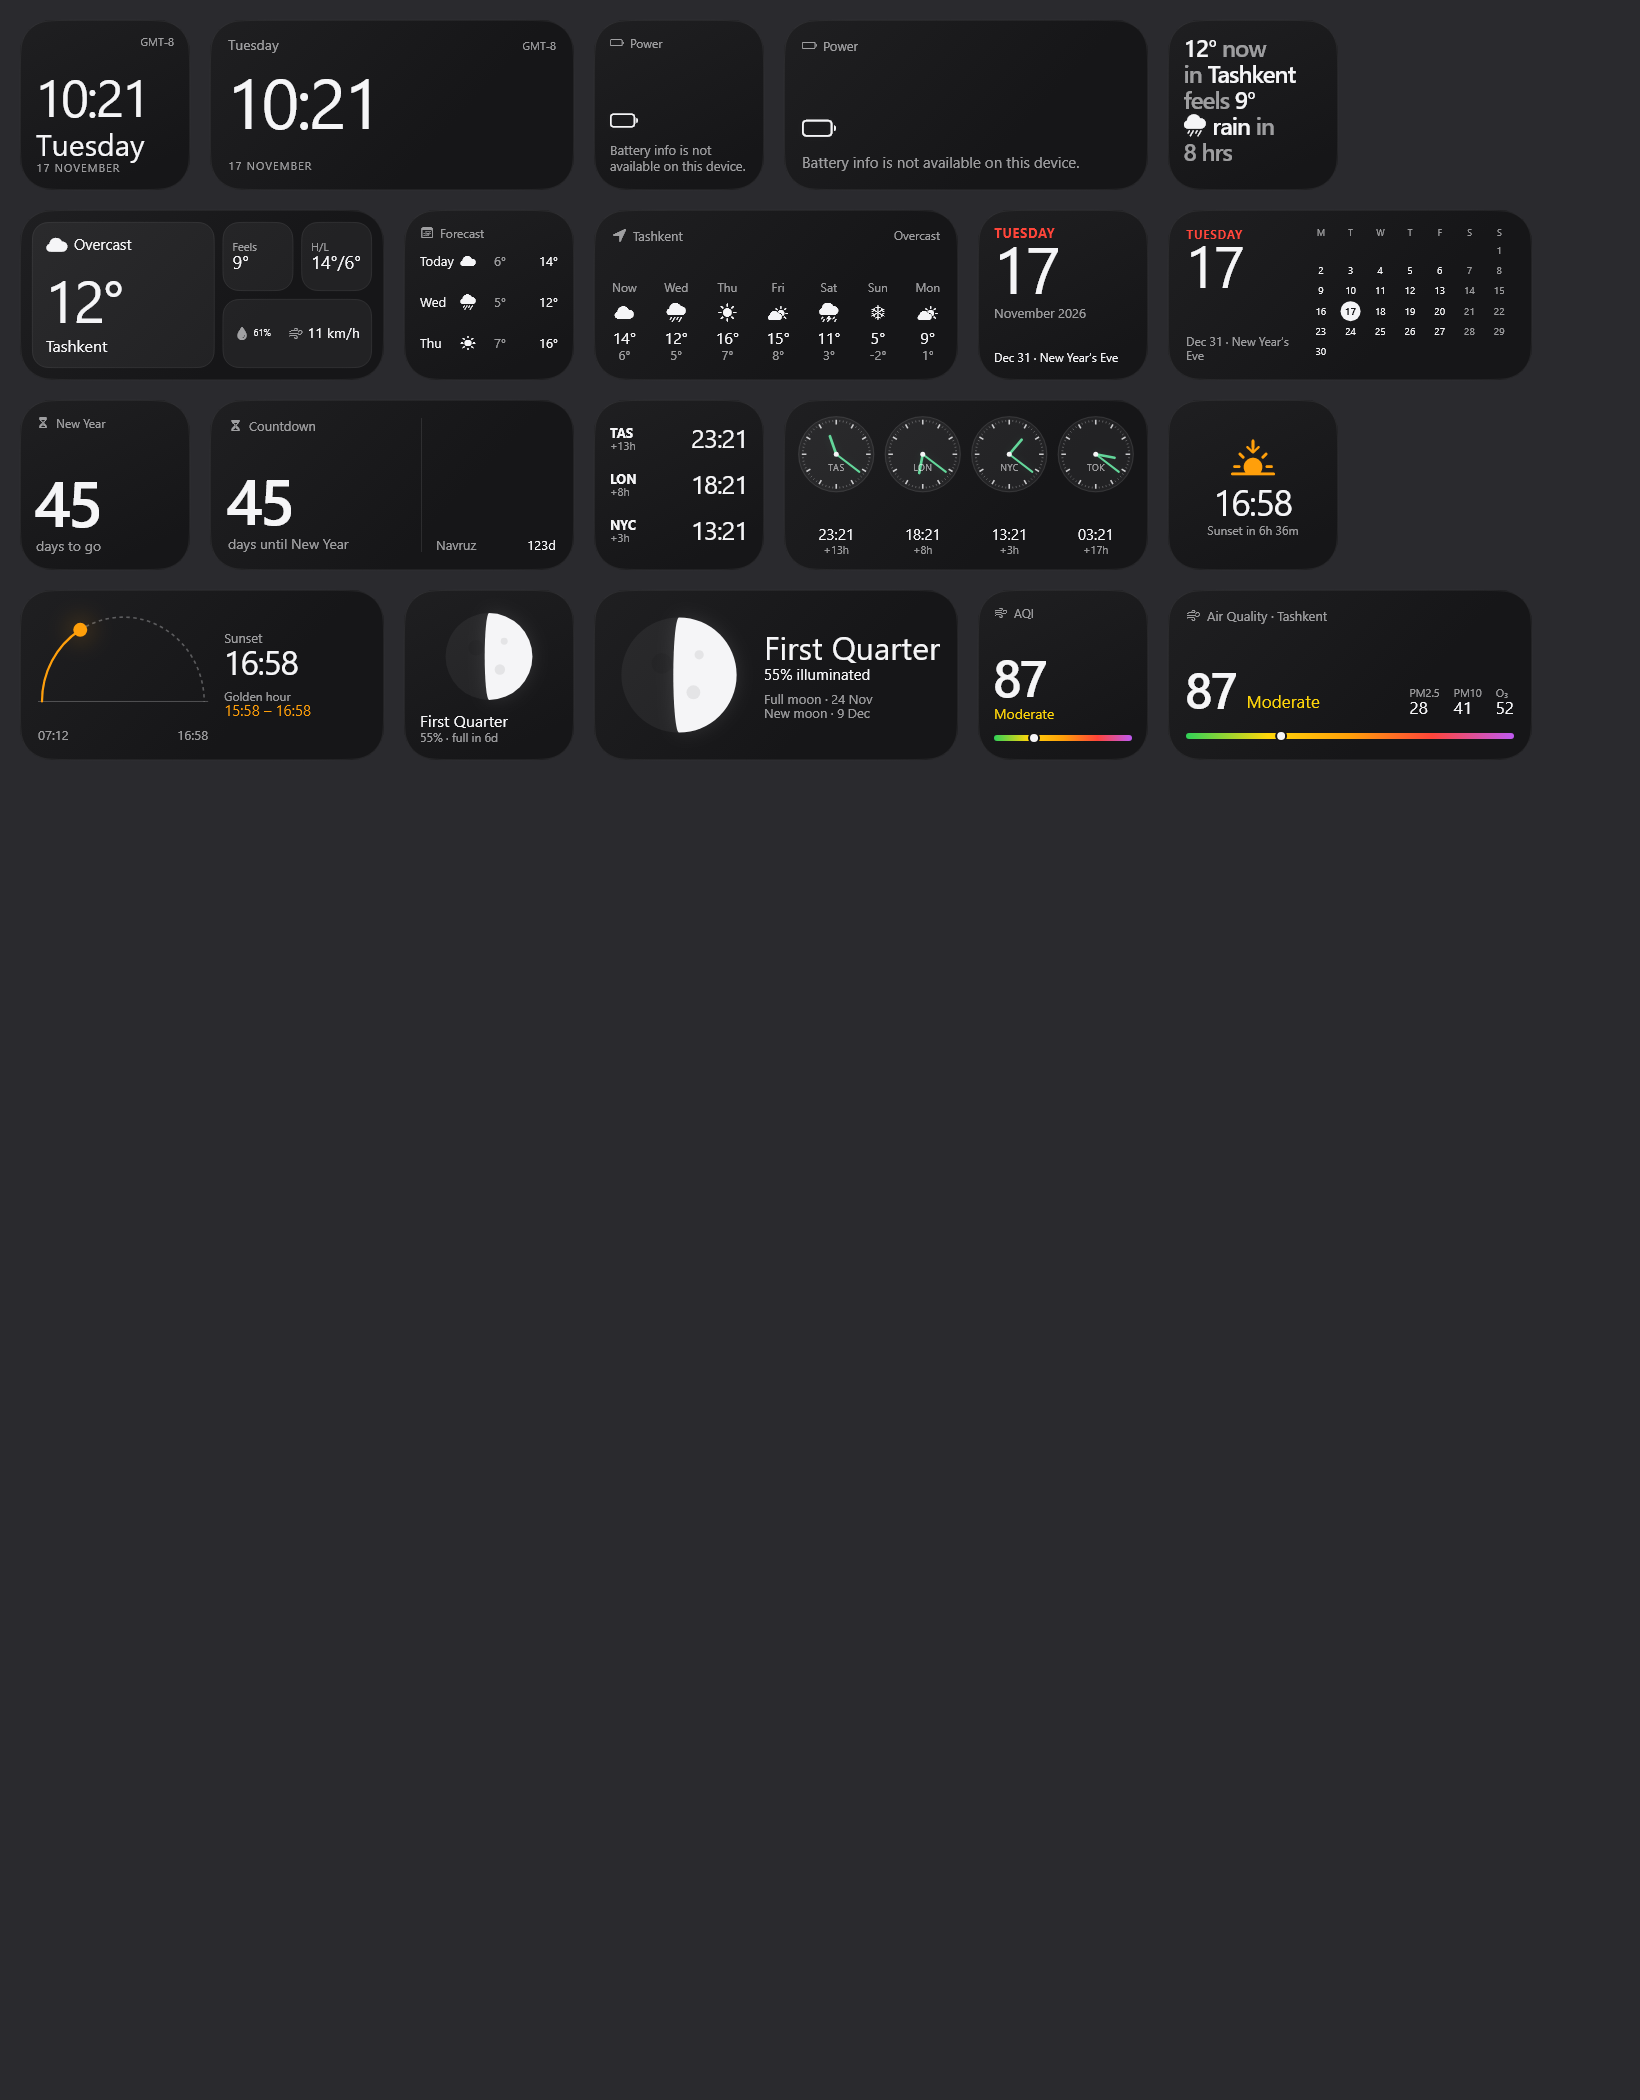 GMT-8
10:21
Tuesday
17 NOVEMBER
Tuesday
GMT-8
10:21
17 NOVEMBER
Power
Battery info is not
available on this device.
Power
Battery info is not available on this device.
12° now
in Tashkent
feels 9°
rain in
8 hrs
Overcast
12°
Tashkent
Feels
9°
H/L
14°/6°
61%
11 km/h
Forecast
Today 6° 14°
Wed 5° 12°
Thu 7° 16°
Tashkent
Overcast
Now Wed Thu Fri Sat Sun Mon
14° 12° 16° 15° 11° 5° 9°
6° 5° 7° 8° 3° -2° 1°
TUESDAY
17
November 2026
Dec 31 · New Year's Eve
TUESDAY
17
Dec 31 · New Year's
Eve
M T W T F S S
1
2 3 4 5 6 7 8
9 10 11 12 13 14 15
16 17 18 19 20 21 22
23 24 25 26 27 28 29
30
New Year
45
days to go
Countdown
45
days until New Year
Navruz 123d
TAS
+13h
23:21
LON
+8h
18:21
NYC
+3h
13:21
TAS
LON
NYC
TOK
23:21 18:21 13:21 03:21
+13h +8h +3h +17h
16:58
Sunset in 6h 36m
07:12 16:58
Sunset
16:58
Golden hour
15:58 – 16:58
First Quarter
55% · full in 6d
First Quarter
55% illuminated
Full moon · 24 Nov
New moon · 9 Dec
AQI
87
Moderate
Air Quality · Tashkent
87 Moderate
PM2.5 PM10 O₃
28 41 52